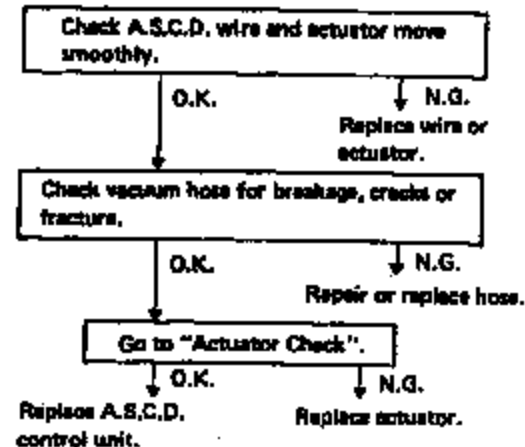 Check A.S.C.D. wire and actuator move
smoothly.
O.K.
N.G.
Replace wire or
actuator.
Check vacuum hose for breakage, cracks or
fracture.
O.K.
N.G.
Repair or replace hose.
Go to "Actuator Check".
O.K.
N.G.
Replace A.S.C.D.
control unit.
Replace actuator.